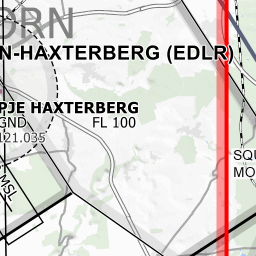 ORN
N-HAXTERBERG (EDLR)
PJE HAXTERBERG
GND FL 100
121.035
SQU
MO
MSL